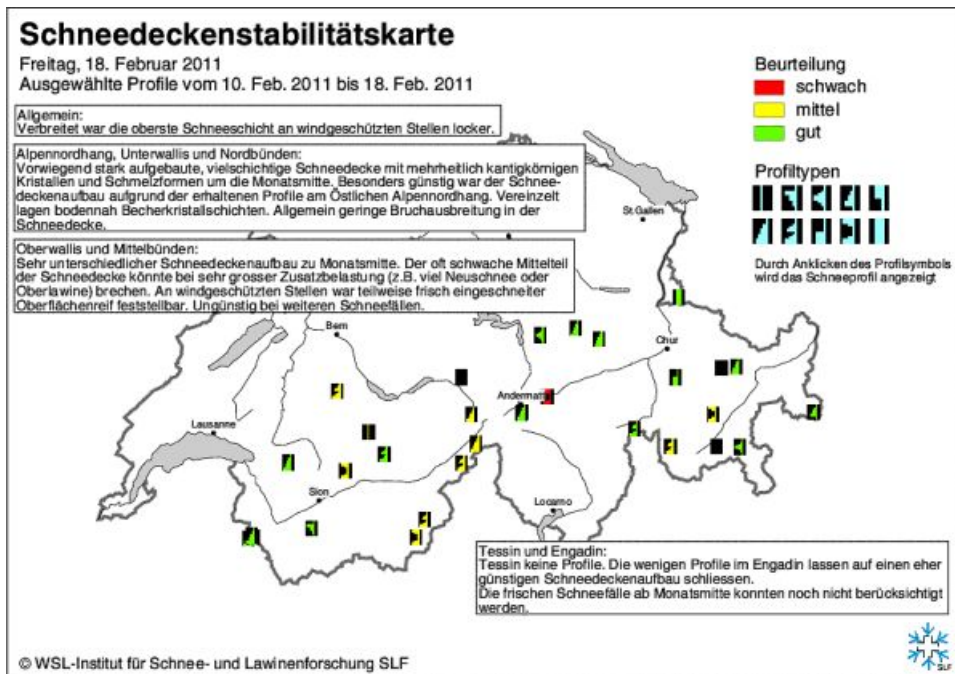 Schneedeckenstabilitätskarte
Freitag, 18. Februar 2011
Ausgewählte Profile vom 10. Feb. 2011 bis 18. Feb. 2011
Beurteilung
schwach
mittel
gut
Allgemein:
Verbreitet war die oberste Schneeschicht an windgeschützten Stellen locker.
Alpennordhang, Unterwallis und Nordbünden:
Vorwiegend stark aufgebaute, vielschichtige Schneedecke mit mehrheitlich kantigkörnigen
Kristallen und Schmelzformen um die Monatsmitte. Besonders günstig war der Schnee-
deckenaufbau aufgrund der erhaltenen Profile am Östlichen Alpennordhang. Vereinzelt
lagen bodennah Becherkristallschichten. Allgemein geringe Bruchausbreitung in der
Schneedecke.
Profiltypen
Durch Anklicken des Profilsymbols
wird das Schneeprofil angezeigt
Oberwallis und Mittelbünden:
Sehr unterschiedlicher Schneedeckenaufbau zu Monatsmitte. Der oft schwache Mittelteil
der Schneedecke könnte bei sehr grosser Zusatzbelastung (z.B. viel Neuschnee oder
Oberlawine) brechen. An windgeschützten Stellen war teilweise frisch eingeschneiter
Oberflächenreif feststellbar. Ungünstig bei weiteren Schneefällen.
St.Gallen
Bern
Chur
Andermatt
Lausanne
Sion
Locarno
Tessin und Engadin:
Tessin keine Profile. Die wenigen Profile im Engadin lassen auf einen eher
günstigen Schneedeckenaufbau schliessen.
Die frischen Schneefälle ab Monatsmitte konnten noch nicht berücksichtigt
werden.
© WSL-Institut für Schnee- und Lawinenforschung SLF
SLF